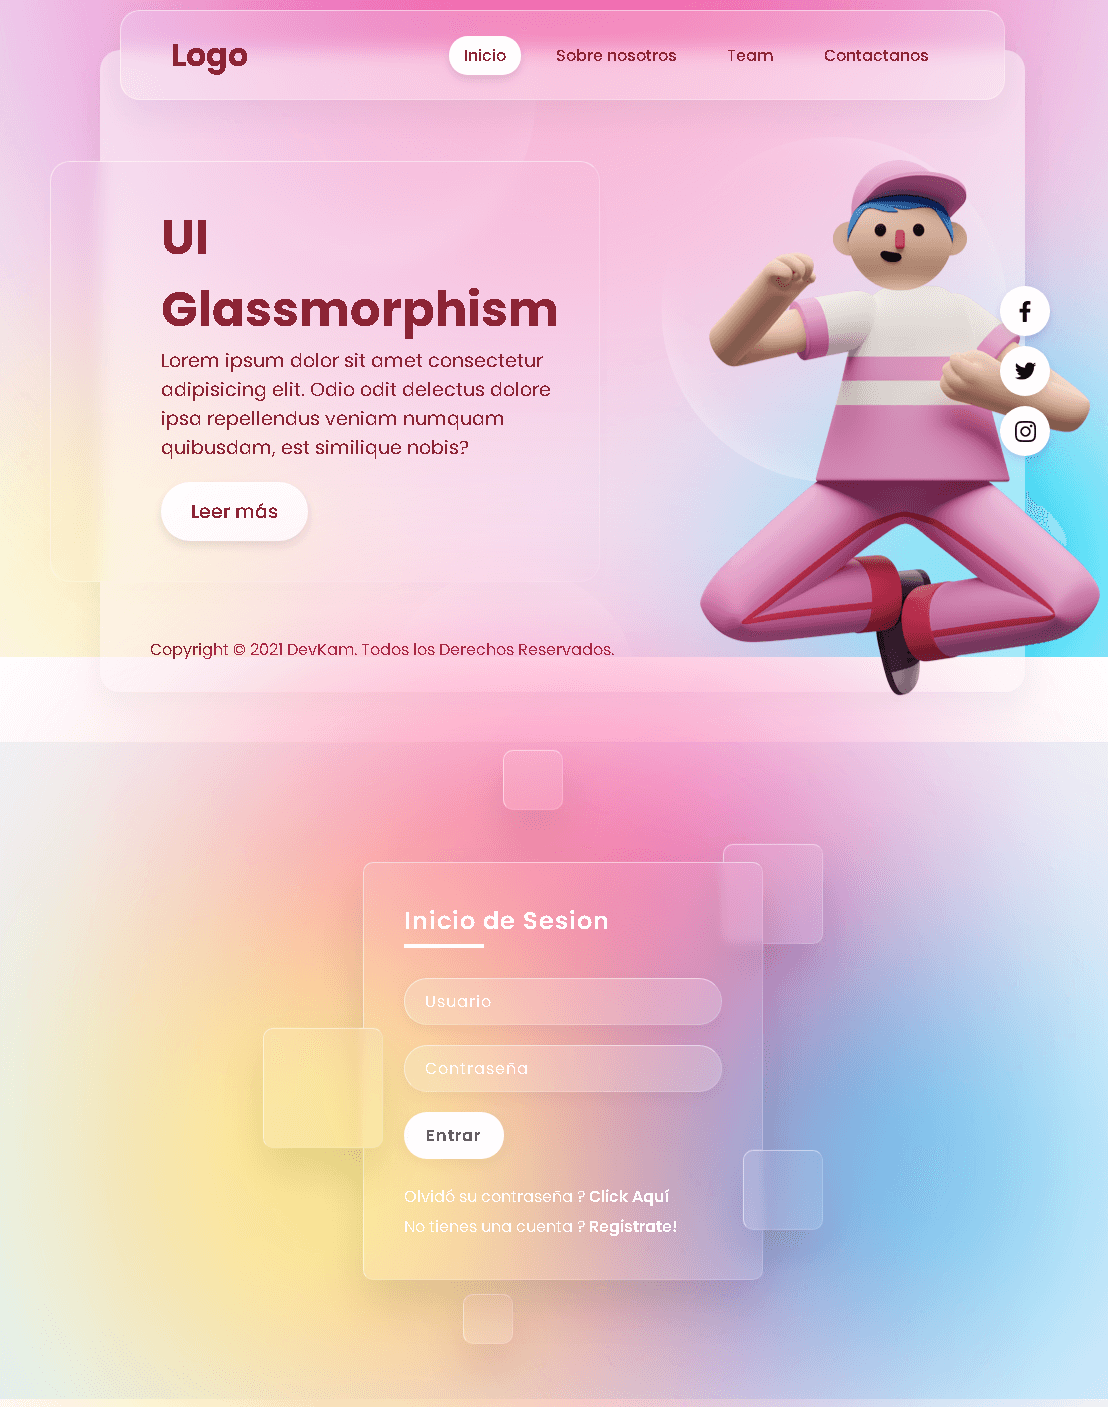 Logo
Inicio
Sobre nosotros
Team
Contactanos
UI
Glassmorphism
Lorem ipsum dolor sit amet consectetur
adipisicing elit. Odio odit delectus dolore
ipsa repellendus veniam numquam
quibusdam, est similique nobis?
Leer más
Copyright © 2021 DevKam. Todos los Derechos Reservados.
Inicio de Sesion
Usuario
Contraseña
Entrar
Olvidó su contraseña ? Click Aquí
No tienes una cuenta ? Registrate!